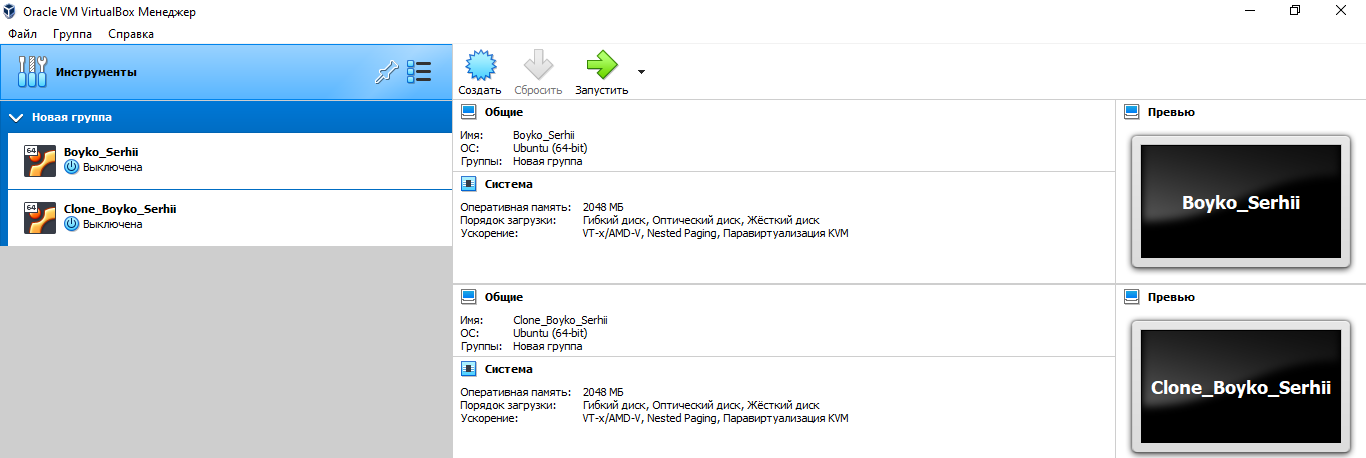 Oracle VM VirtualBox Менеджер
Файл Группа Справка
Инструменты
Создать Сбросить Запустить
Новая группа
64 Boyko_Serhii
Выключена
64 Clone_Boyko_Serhii
Выключена
Общие
Имя: Boyko_Serhii
ОС: Ubuntu (64-bit)
Группы: Новая группа
Система
Оперативная память: 2048 МБ
Порядок загрузки: Гибкий диск, Оптический диск, Жёсткий диск
Ускорение: VT-x/AMD-V, Nested Paging, Паравиртуализация KVM
Превью
Boyko_Serhii
Общие
Имя: Clone_Boyko_Serhii
ОС: Ubuntu (64-bit)
Группы: Новая группа
Система
Оперативная память: 2048 МБ
Порядок загрузки: Гибкий диск, Оптический диск, Жёсткий диск
Ускорение: VT-x/AMD-V, Nested Paging, Паравиртуализация KVM
Превью
Clone_Boyko_Serhii